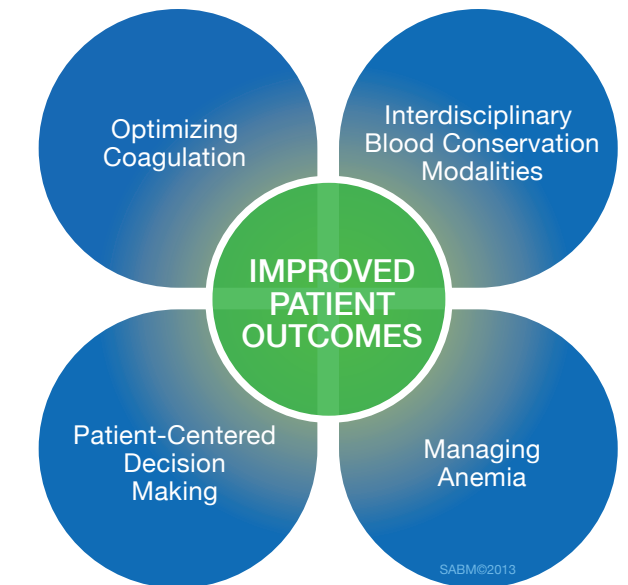 Optimizing
Coagulation
Interdisciplinary
Blood Conservation
Modalities
IMPROVED
PATIENT
OUTCOMES
Patient-Centered
Decision
Making
Managing
Anemia
SABM©2013